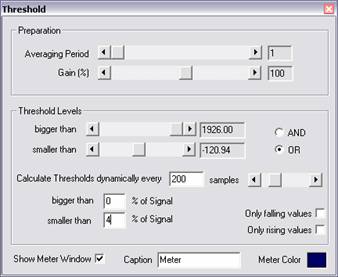 Threshold
Preparation
Averaging Period 1
Gain (%) 100
Threshold Levels
bigger than 1926.00
smaller than -120.94
AND
OR
Calculate Thresholds dynamically every 200 samples
bigger than 0 % of Signal
smaller than 4 % of Signal
Only falling values
Only rising values
Show Meter Window Caption Meter Meter Color